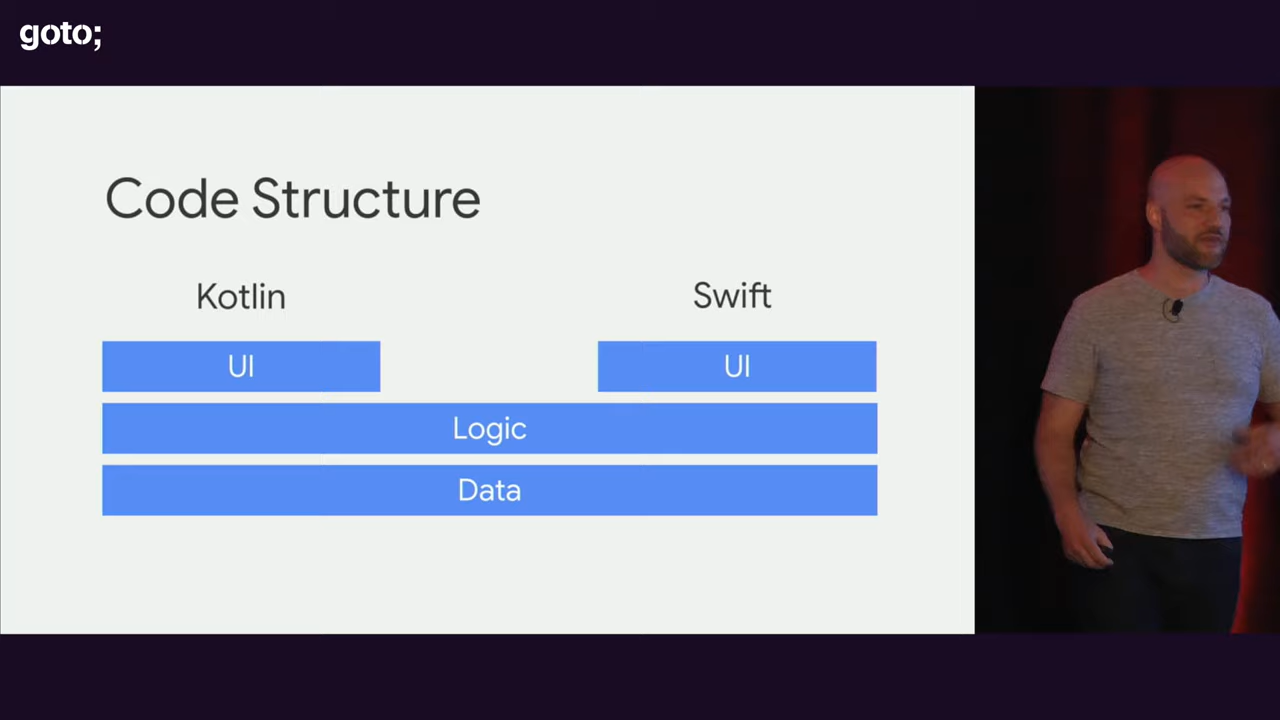 goto;
Code Structure
Kotlin
Swift
UI
UI
Logic
Data